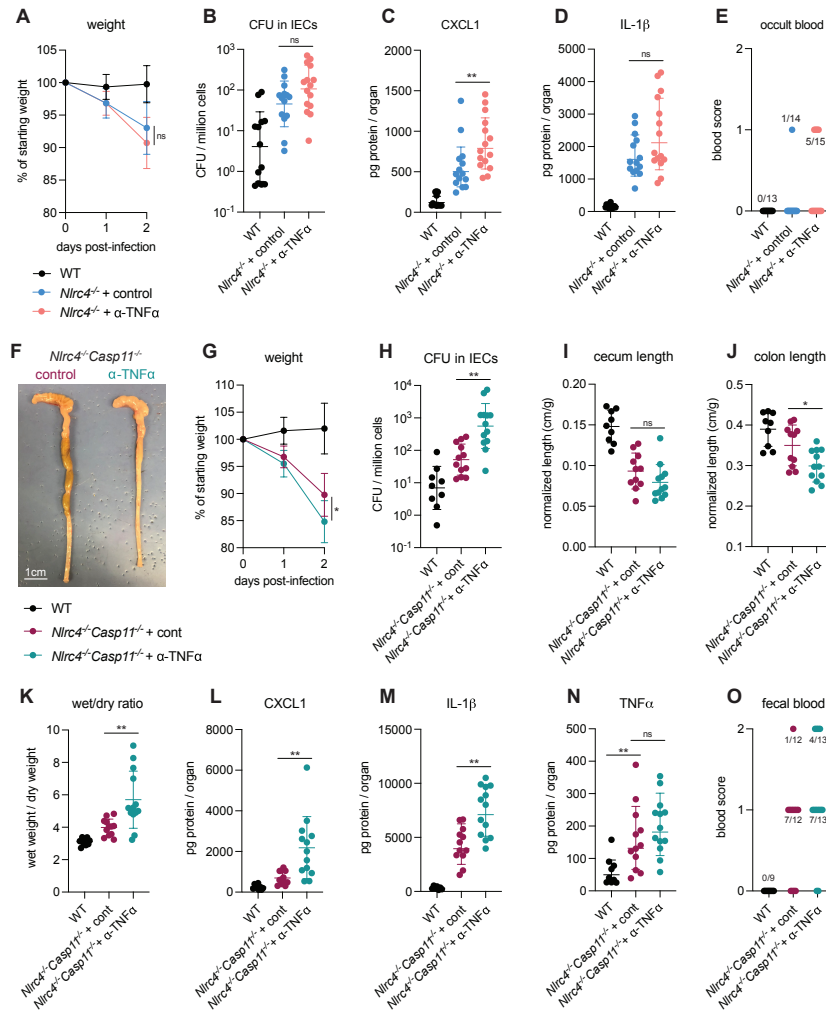 A
weight
% of starting weight
105
100
95
90
85
80
0
1
2
ns
days post-infection
WT
Nlrc4-/- + control
Nlrc4-/- + α-TNFα
B
CFU in IECs
CFU / million cells
10³
10²
10¹
10⁰
10⁻¹
ns
WT
Nlrc4-/- + control
Nlrc4-/- + α-TNFα
C
CXCL1
pg protein / organ
2000
1500
1000
500
0
**
WT
Nlrc4-/- + control
Nlrc4-/- + α-TNFα
D
IL-1β
pg protein / organ
5000
4000
3000
2000
1000
0
ns
WT
Nlrc4-/- + control
Nlrc4-/- + α-TNFα
E
occult blood
blood score
2
1
0
0/13
1/14
5/15
WT
Nlrc4-/- + control
Nlrc4-/- + α-TNFα
F
Nlrc4-/-Casp11-/-
control
α-TNFα
1cm
WT
Nlrc4-/-Casp11-/- + cont
Nlrc4-/-Casp11-/- + α-TNFα
G
weight
% of starting weight
110
105
100
95
90
85
80
0
1
2
*
days post-infection
H
CFU in IECs
CFU / million cells
10⁴
10³
10²
10¹
10⁰
10⁻¹
**
WT
Nlrc4-/-Casp11-/- + cont
Nlrc4-/-Casp11-/- + α-TNFα
I
cecum length
normalized length (cm/g)
0.20
0.15
0.10
0.05
0.00
ns
WT
Nlrc4-/-Casp11-/- + cont
Nlrc4-/-Casp11-/- + α-TNFα
J
colon length
normalized length (cm/g)
0.5
0.4
0.3
0.2
0.1
*
WT
Nlrc4-/-Casp11-/- + cont
Nlrc4-/-Casp11-/- + α-TNFα
K
wet/dry ratio
wet weight / dry weight
10
8
6
4
2
0
**
WT
Nlrc4-/-Casp11-/- + cont
Nlrc4-/-Casp11-/- + α-TNFα
L
CXCL1
pg protein / organ
8000
6000
4000
2000
0
**
WT
Nlrc4-/-Casp11-/- + cont
Nlrc4-/-Casp11-/- + α-TNFα
M
IL-1β
pg protein / organ
15000
10000
5000
0
**
WT
Nlrc4-/-Casp11-/- + cont
Nlrc4-/-Casp11-/- + α-TNFα
N
TNFα
pg protein / organ
500
400
300
200
100
0
**
ns
WT
Nlrc4-/-Casp11-/- + cont
Nlrc4-/-Casp11-/- + α-TNFα
O
fecal blood
blood score
2
1
0
1/12
4/13
7/12
7/13
0/9
WT
Nlrc4-/-Casp11-/- + cont
Nlrc4-/-Casp11-/- + α-TNFα